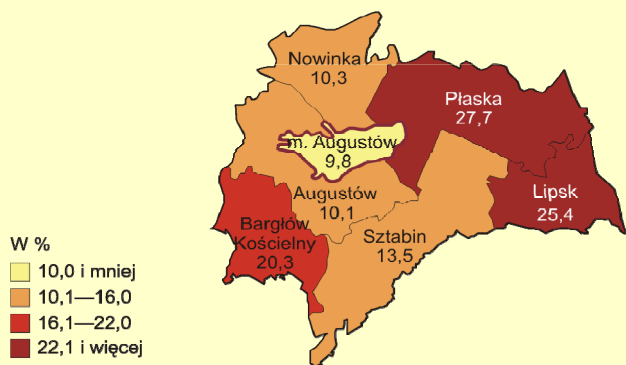 Nowinka
10,3
Płaska
27,7
m. Augustów
9,8
Augustów
10,1
Lipsk
25,4
Bargłów
Kościelny
20,3
Sztabin
13,5
W %
10,0 i mniej
10,1—16,0
16,1—22,0
22,1 i więcej